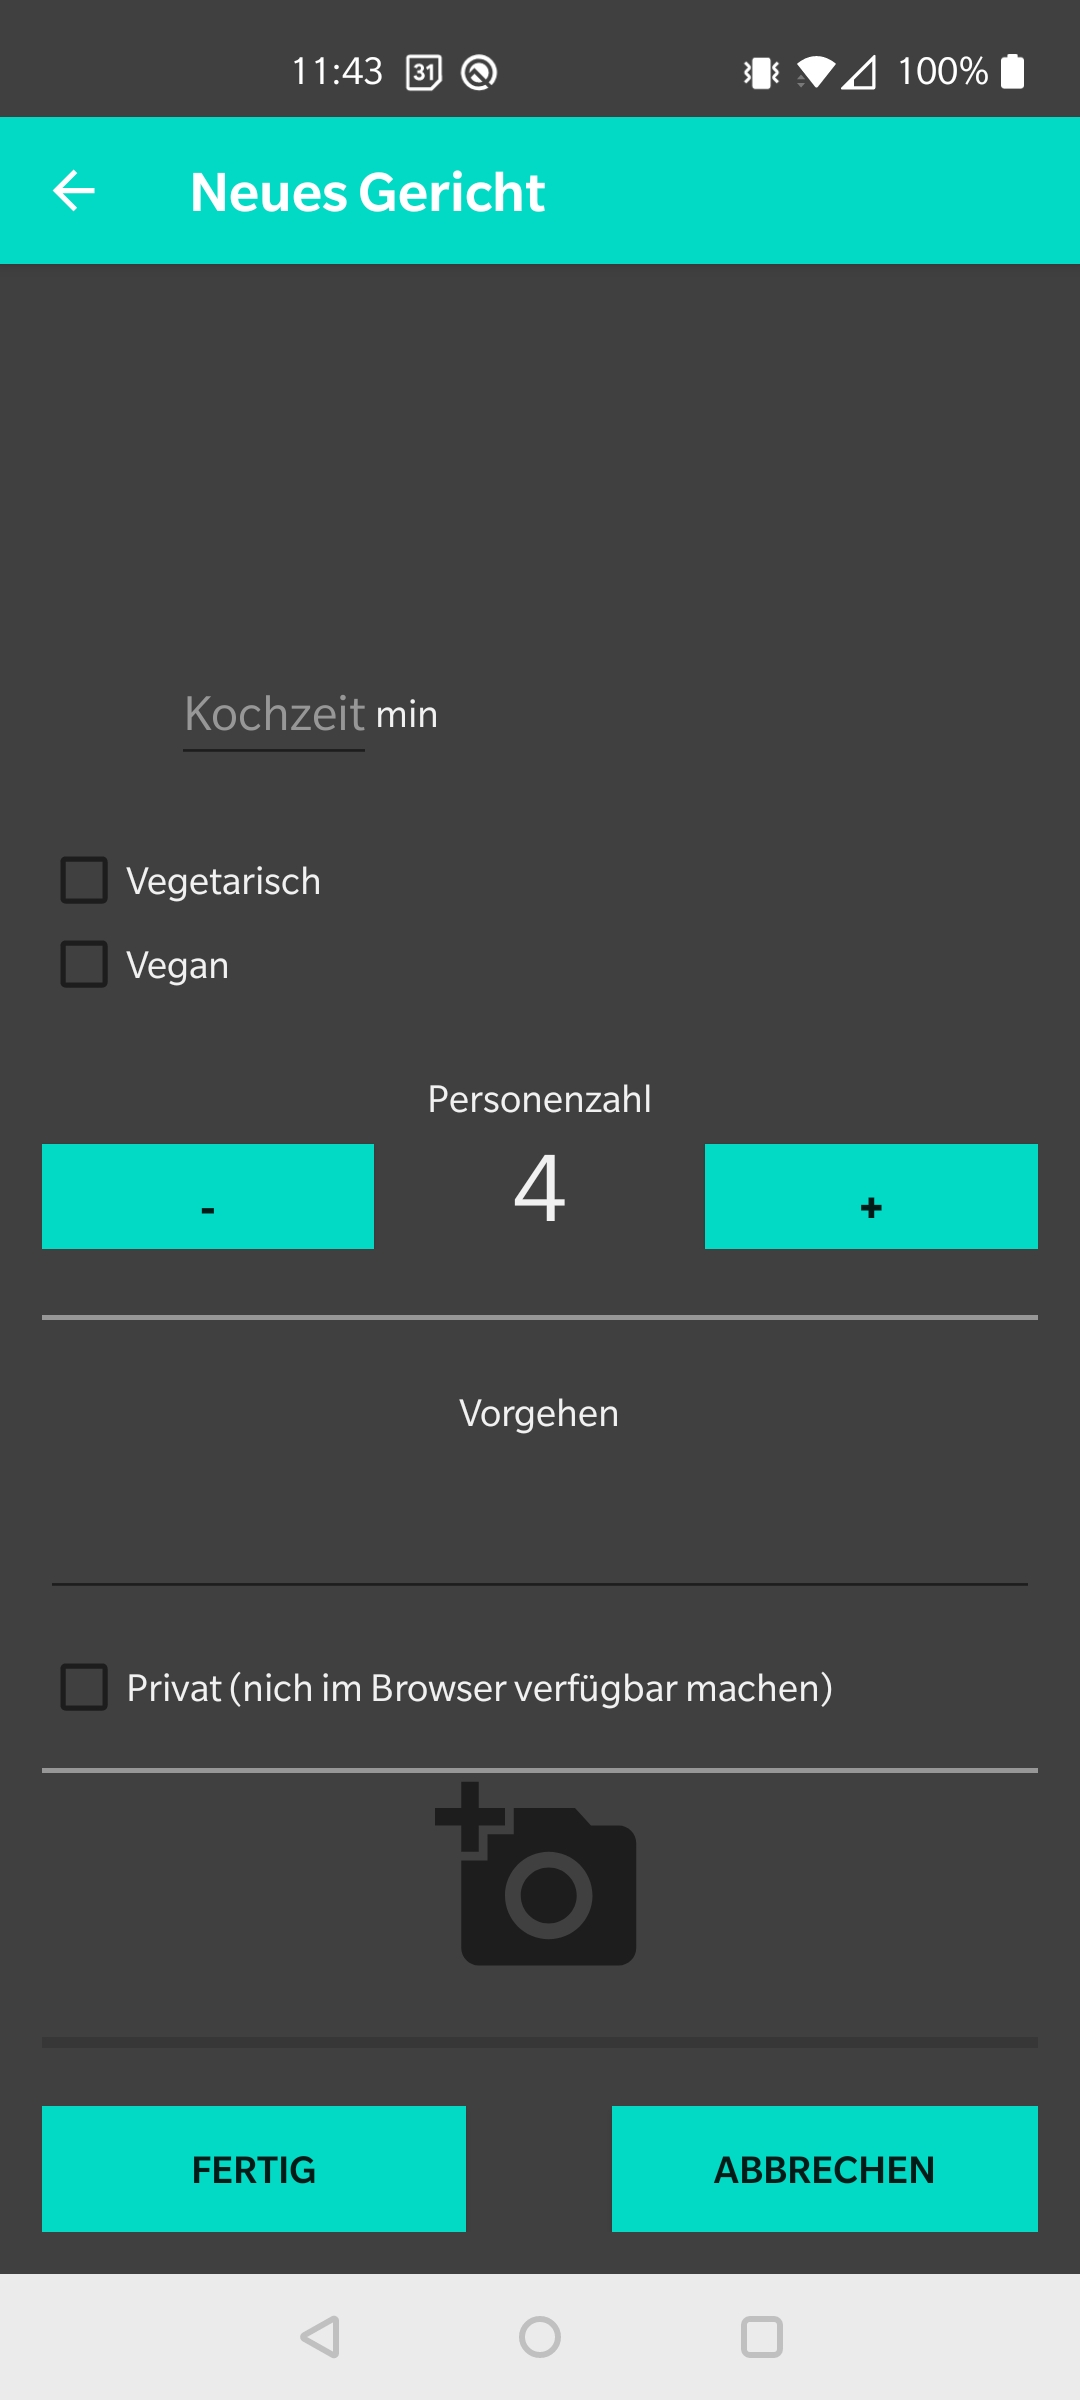 11:43 31 100%
Neues Gericht
Kochzeit min
Vegetarisch
Vegan
Personenzahl
- 4 +
Vorgehen
Privat (nich im Browser verfügbar machen)
FERTIG ABBRECHEN